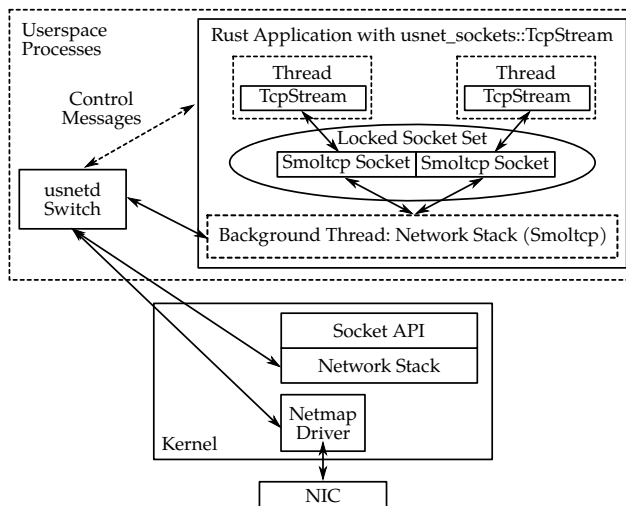 Userspace
Processes
Rust Application with usnet_sockets::TcpStream
Thread
TcpStream
Thread
TcpStream
Control
Messages
Locked Socket Set
Smoltcp Socket
Smoltcp Socket
usnetd
Switch
Background Thread: Network Stack (Smoltcp)
Socket API
Network Stack
Netmap
Driver
Kernel
NIC